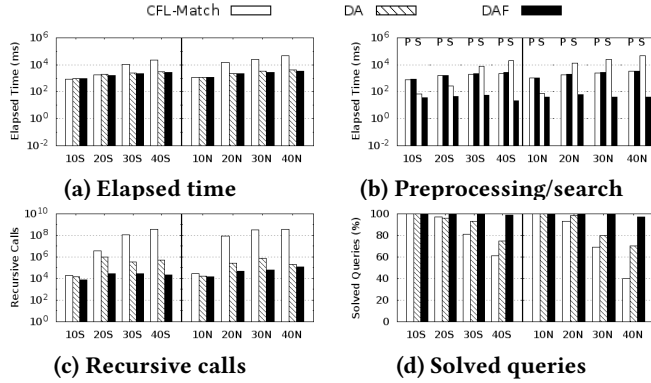 CFL-Match DA DAF
Elapsed Time (ms)
10^6
10^4
10^2
10^0
10^-2
10S 20S 30S 40S 10N 20N 30N 40N
(a) Elapsed time
Elapsed Time (ms)
10^6
10^4
10^2
10^0
10^-2
P S P S P S P S P S P S P S P S
10S 20S 30S 40S 10N 20N 30N 40N
(b) Preprocessing/search
Recursive Calls
10^10
10^8
10^6
10^4
10^2
10^0
10S 20S 30S 40S 10N 20N 30N 40N
(c) Recursive calls
Solved Queries (%)
100
80
60
40
20
0
10S 20S 30S 40S 10N 20N 30N 40N
(d) Solved queries